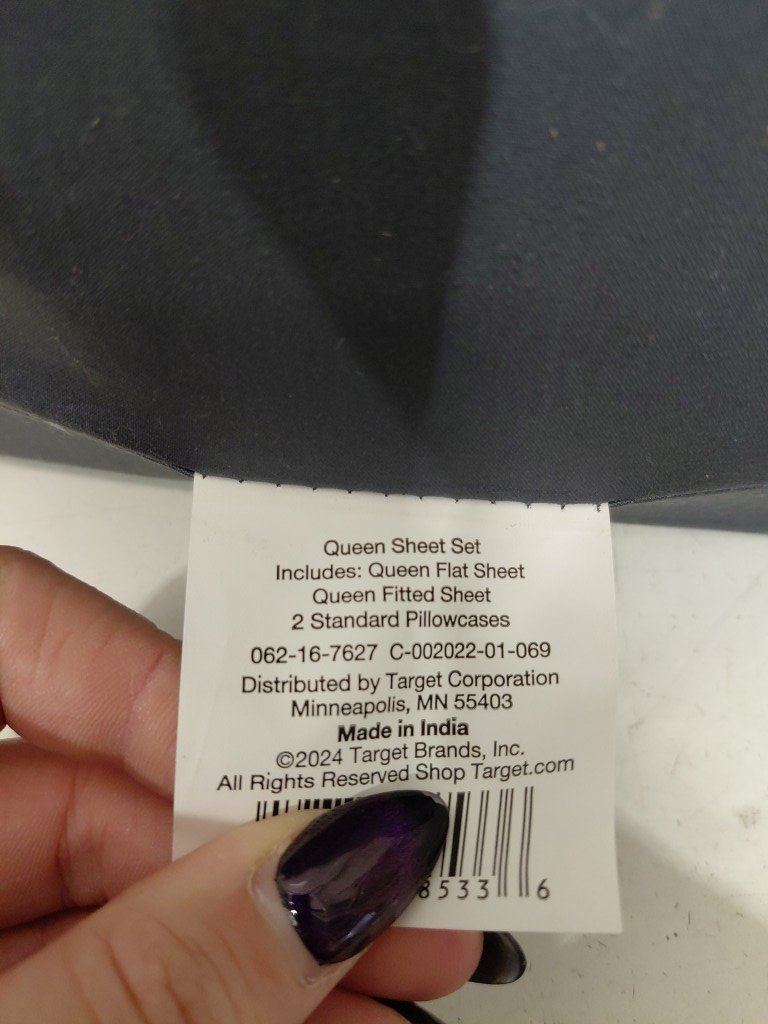 Queen Sheet Set
Includes: Queen Flat Sheet
Queen Fitted Sheet
2 Standard Pillowcases
062-16-7627 C-002022-01-069
Distributed by Target Corporation
Minneapolis, MN 55403
Made in India
©2024 Target Brands, Inc.
All Rights Reserved Shop Target.com
8533 6